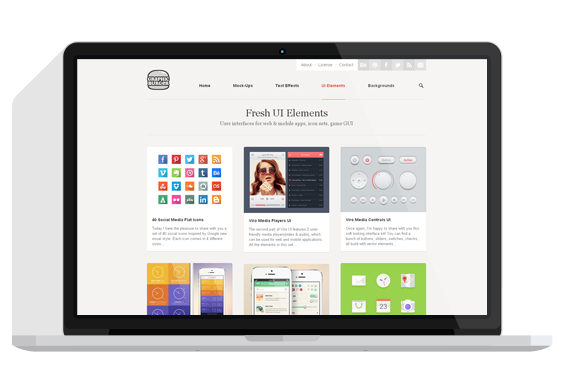 About License Contact
GRAPHIC
BURGER
Home Mock-Ups Text Effects UI Elements Backgrounds
Fresh UI Elements
User interfaces for web & mobile apps, icon sets, game GUI
40 Social Media Flat Icons
Today I have the pleasure to share with you a
set of 40 social icons inspired by Google new
visual style. Each icon comes in 4 different
sizes...
Viro Media Players UI
The second part of Viro UI features 2 user
friendly media players(video & audio), which
can be used for web and mobile applications.
All the elements in this set...
Viro Media Controls UI
Once again, I'm happy to share with you this
soft making interface kit! You can find a
bunch of buttons, sliders, switches, checks,
all build with vector elements.
23